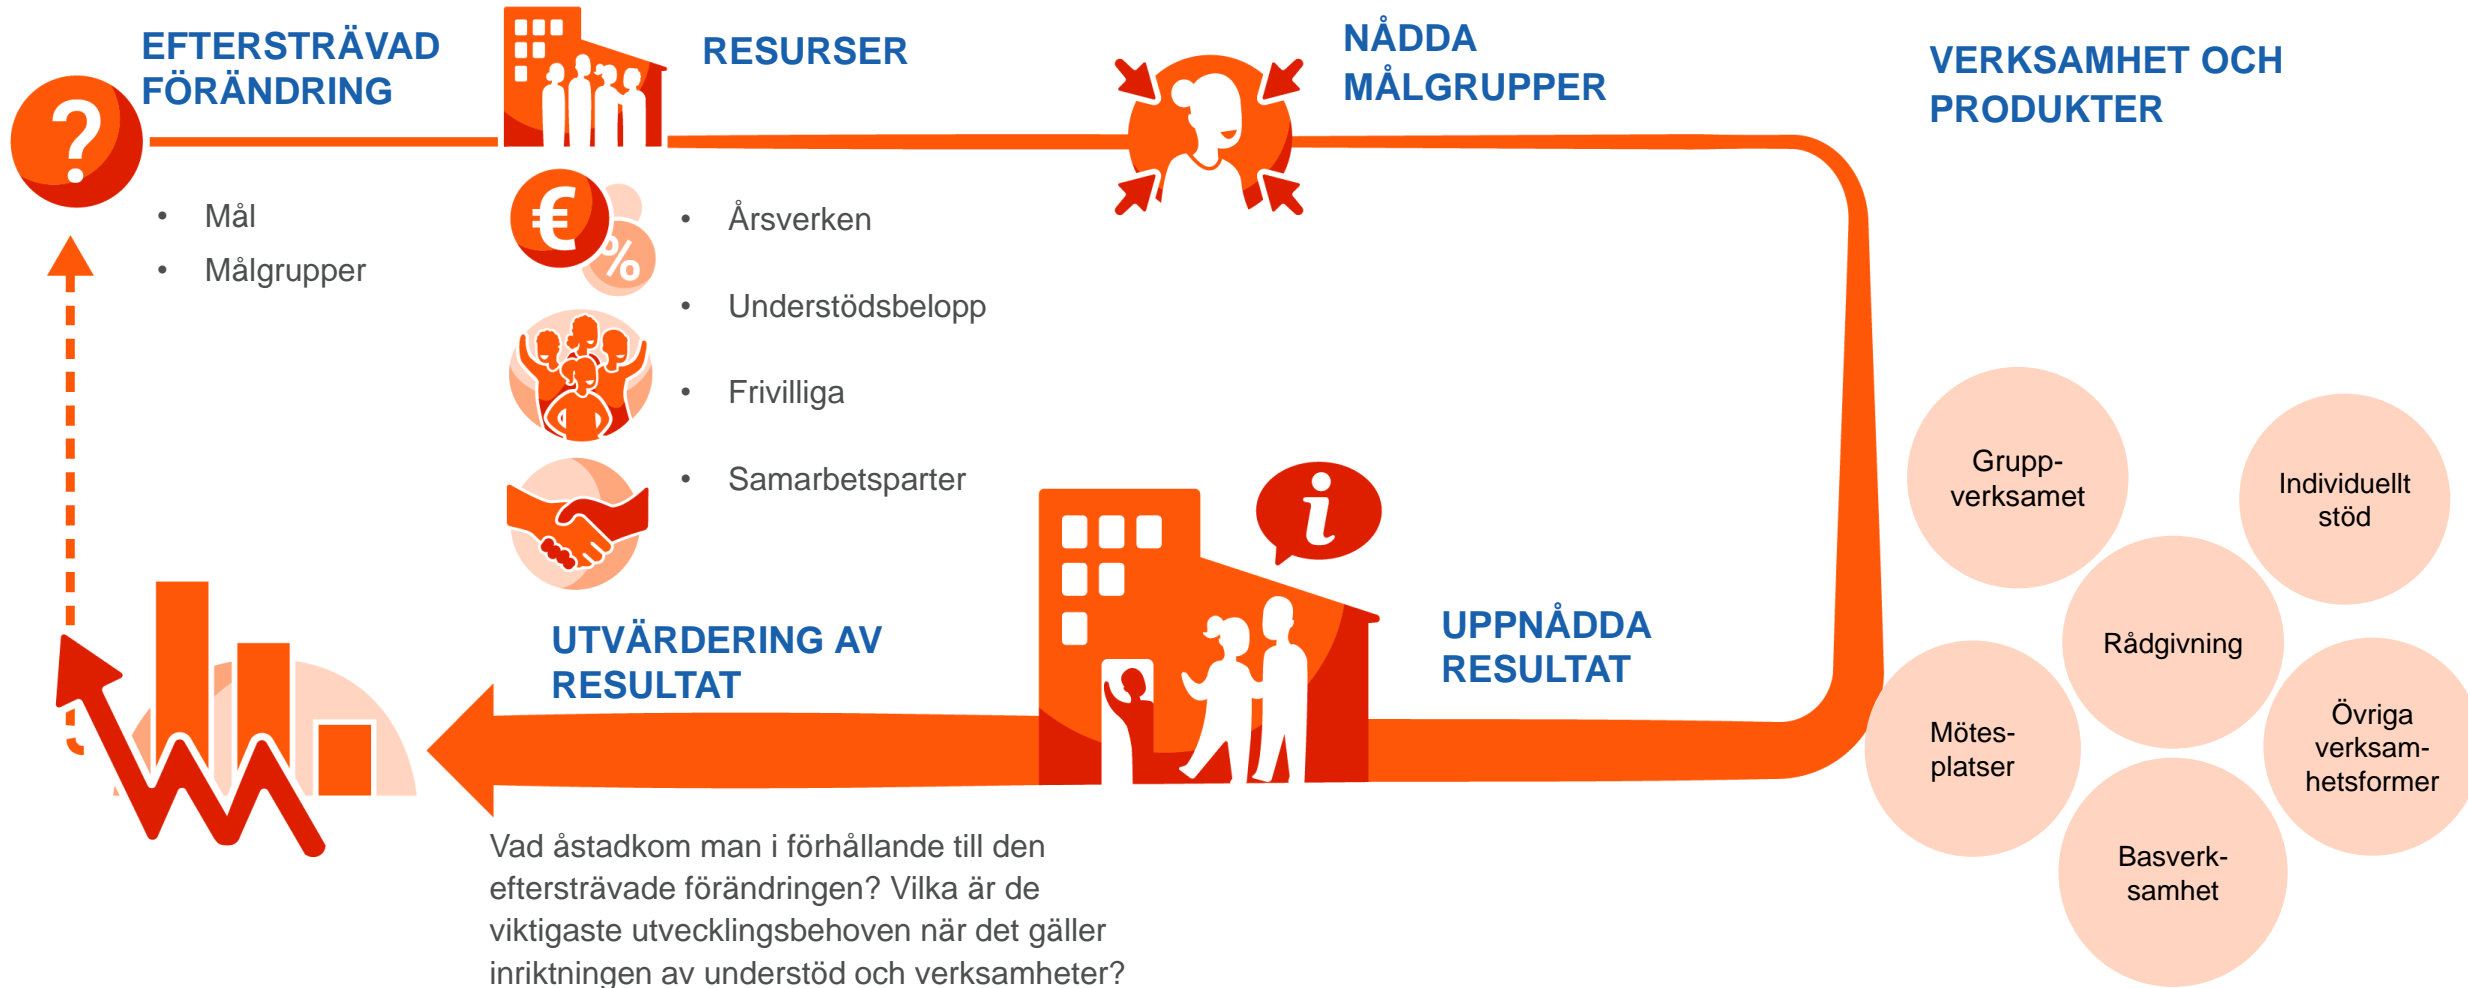 EFTERSTRÄVAD
FÖRÄNDRING
?
• Mål
• Målgrupper
RESURSER
€
%
• Årsverken
• Understödsbelopp
• Frivilliga
• Samarbetsparter
NÅDDA
MÅLGRUPPER
VERKSAMHET OCH
PRODUKTER
Grupp-
verksamet
Individuellt
stöd
Rådgivning
Mötes-
platser
Övriga
verksam-
hetsformer
Basverk-
samhet
i
UPPNÅDDA
RESULTAT
UTVÄRDERING AV
RESULTAT
Vad åstadkom man i förhållande till den
eftersträvade förändringen? Vilka är de
viktigaste utvecklingsbehoven när det gäller
inriktningen av understöd och verksamheter?